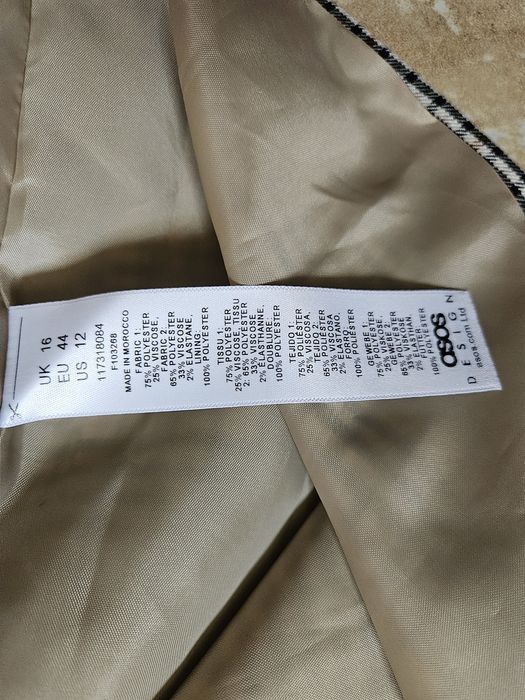 UK 16
EU 44
US 12
117318084
F103708
MADE IN MOROCCO
FABRIC 1:
75% POLYESTER
25% VISCOSE,
FABRIC 2:
65% POLYESTER
33% VISCOSE
2% ELASTANE,
LINING:
100% POLYESTER
TISSU 1:
75% POLYESTER
25% VISCOSE, TISSU
2: 65% POLYESTER
33% VISCOSE
2% ÉLASTHANNE,
DOUBLURE:
100% POLYESTER
TEJIDO 1:
75% POLIÉSTER
25% VISCOSA,
TEJIDO 2:
65% POLIÉSTER
33% VISCOSA
2% ELASTANO,
FORRO:
100% POLIÉSTER
GEWEBE 1:
75% POLYESTER
25% VISKOSE,
GEWEBE 2:
65% POLYESTER
33% VISKOSE
2% ELASTHAN,
100% POLYESTER
asos
DESIGN
asos.com Ltd